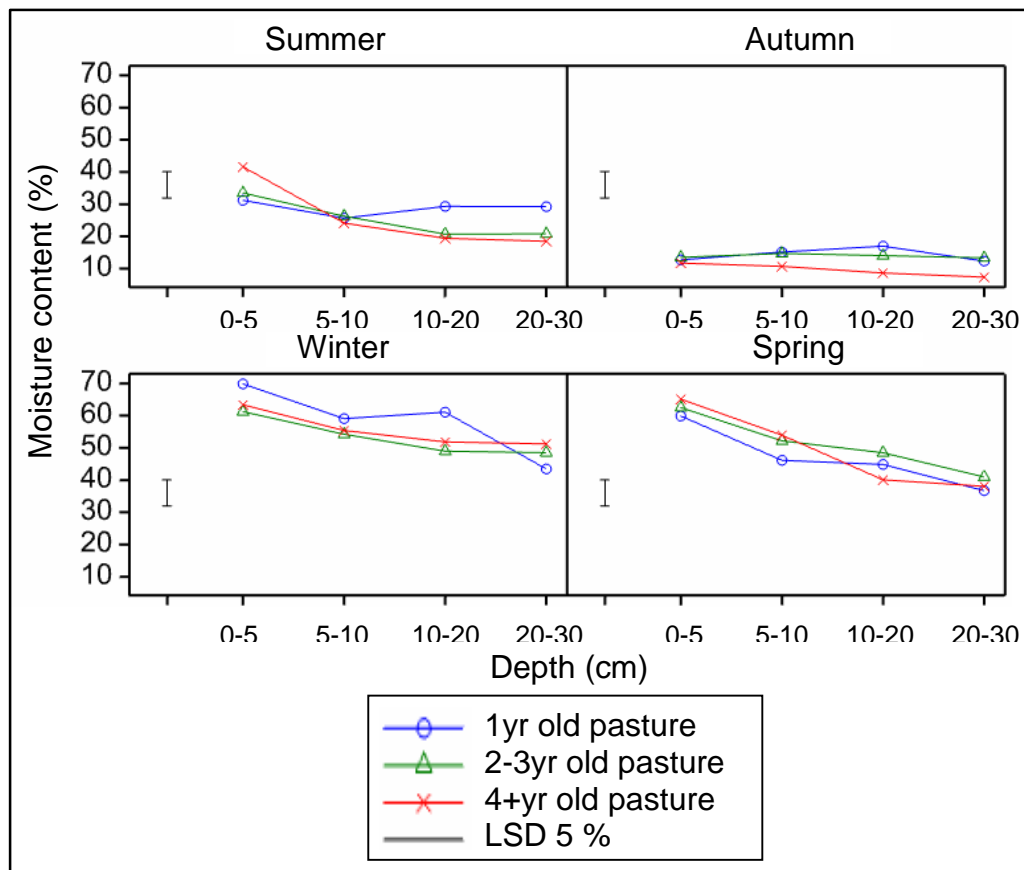 Summer Autumn
70
60
50
40
30
20
10
Moisture content (%)
0-5 5-10 10-20 20-30 0-5 5-10 10-20 20-30
Winter Spring
70
60
50
40
30
20
10
0-5 5-10 10-20 20-30 0-5 5-10 10-20 20-30
Depth (cm)
1yr old pasture
2-3yr old pasture
4+yr old pasture
LSD 5 %